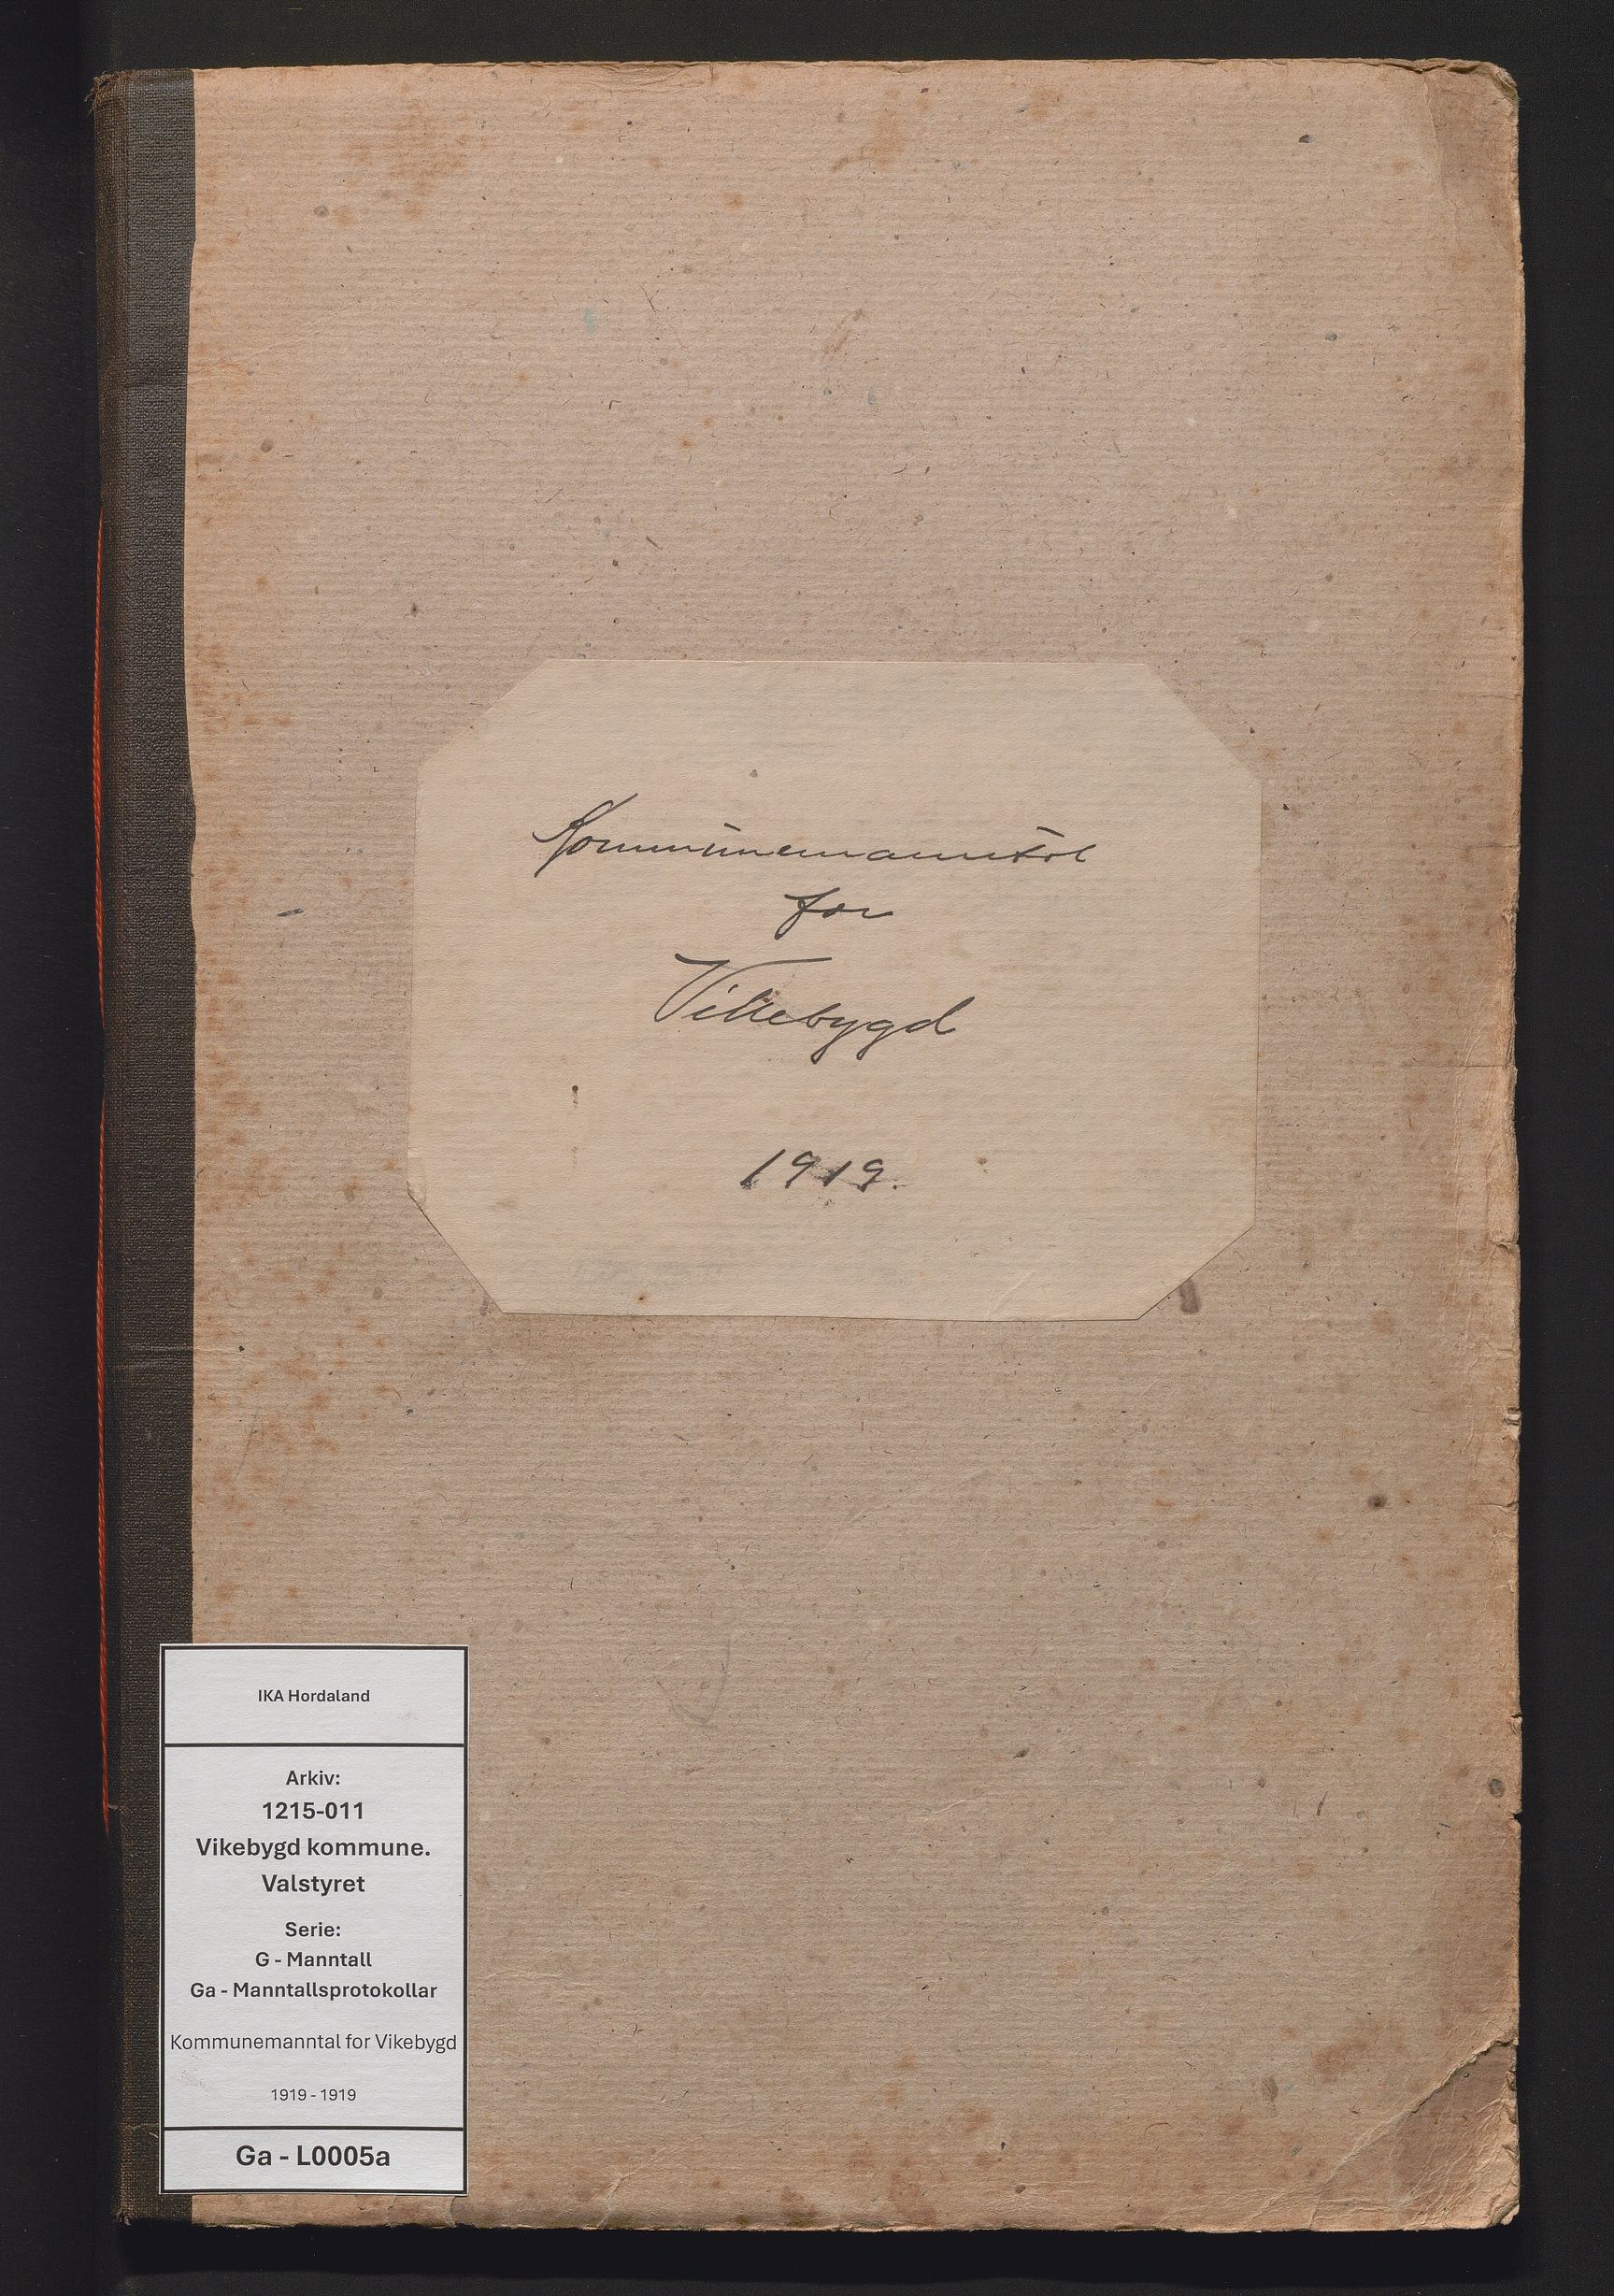 Kommunemanntal
for
Vikebygd
1919.
IKA Hordaland
Arkiv:
1215-011
Vikebygd kommune.
Valstyret
Serie:
G - Manntall
Ga - Manntallsprotokollar
Kommunemanntal for Vikebygd
1919 - 1919
Ga - L0005a